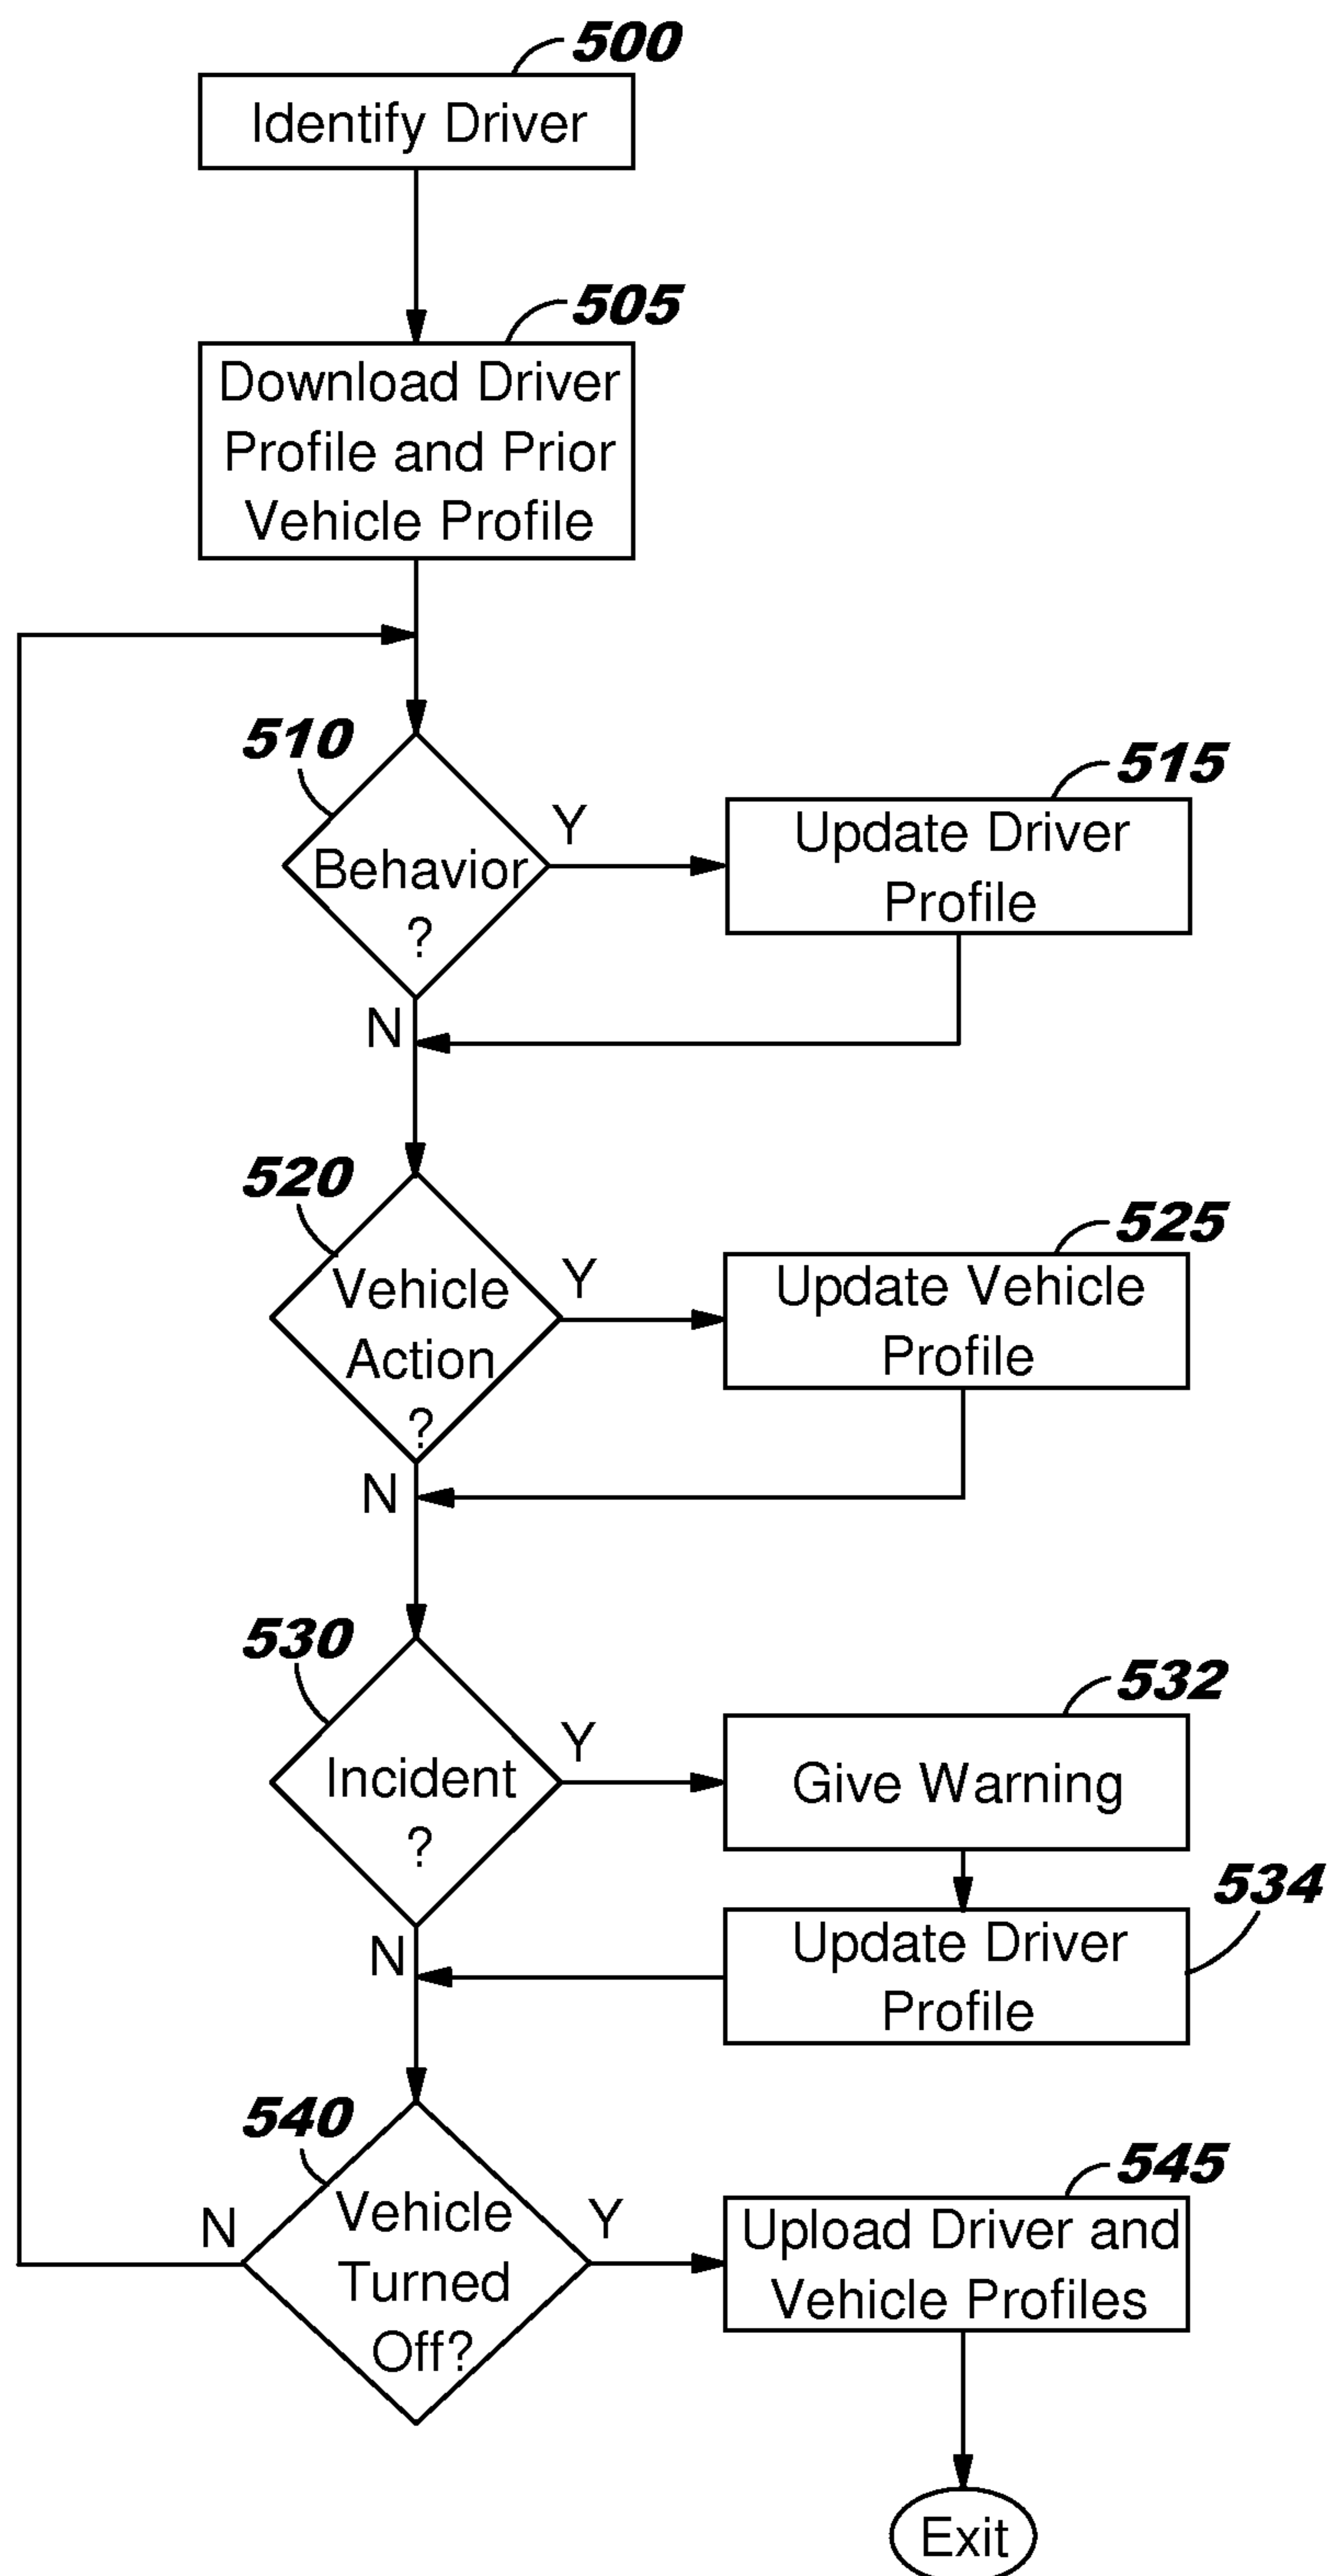 500
Identify Driver
505
Download Driver
Profile and Prior
Vehicle Profile
510
Behavior
?
Y
N
515
Update Driver
Profile
520
Vehicle
Action
?
Y
N
525
Update Vehicle
Profile
530
Incident
?
Y
N
532
Give Warning
534
Update Driver
Profile
540
Vehicle
Turned
Off?
N
Y
545
Upload Driver and
Vehicle Profiles
Exit